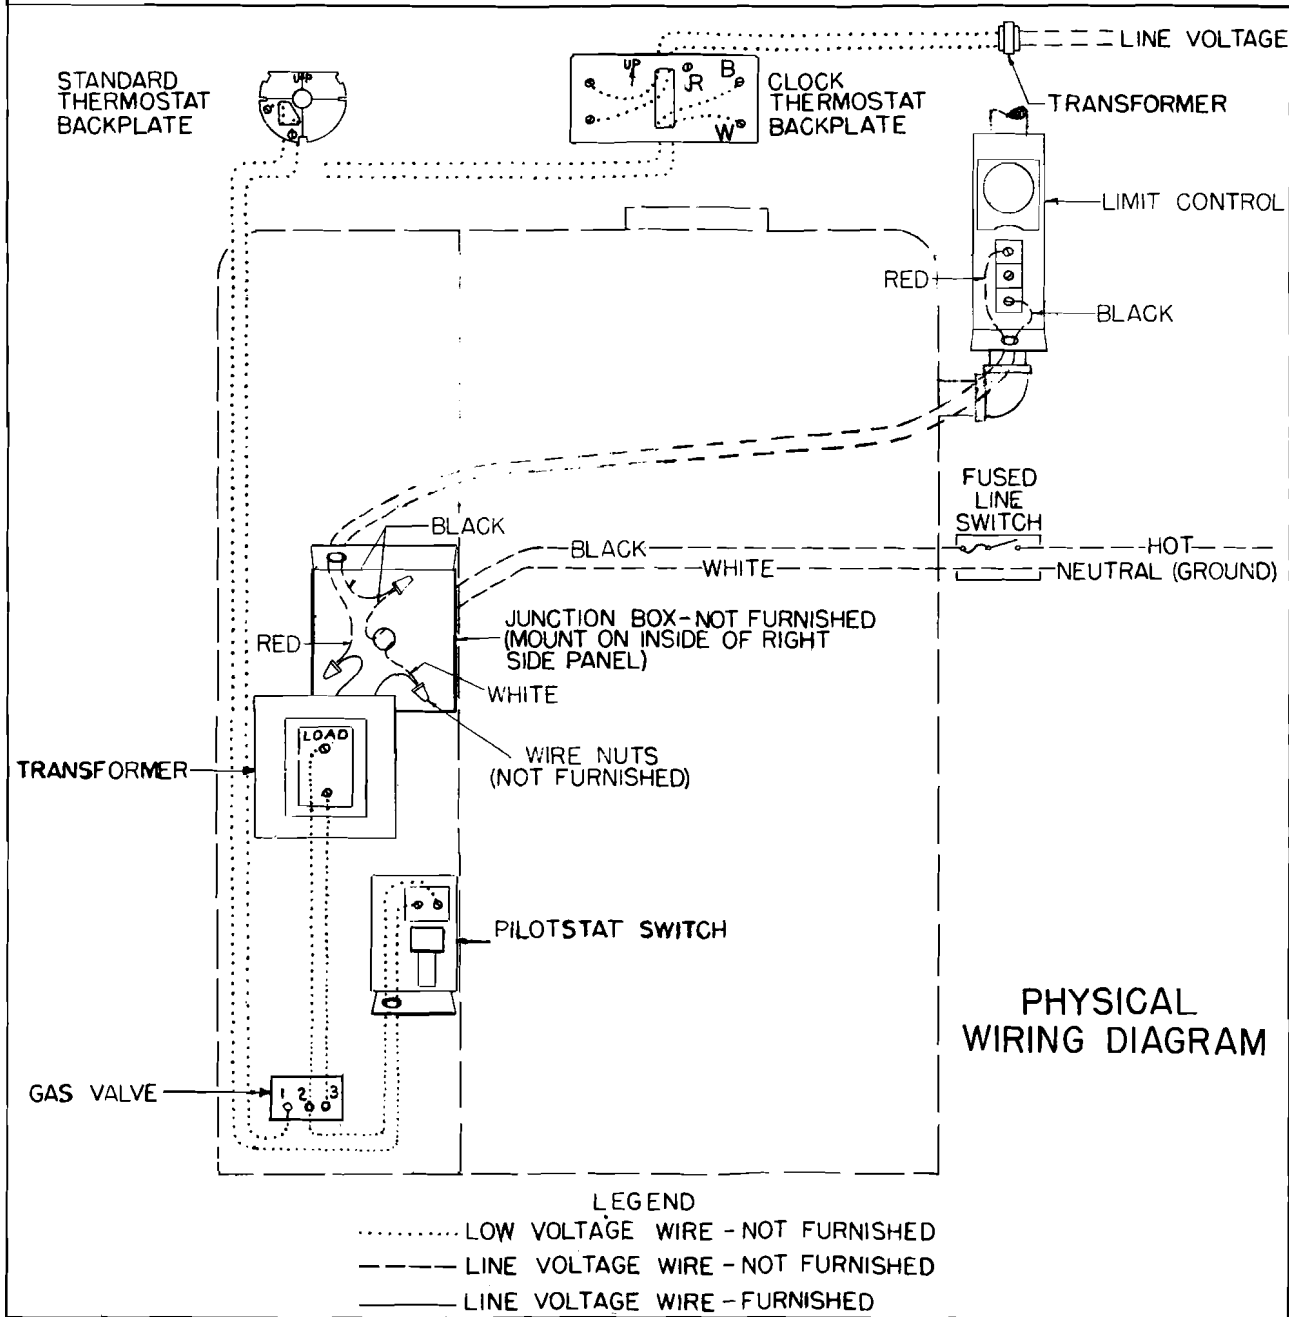 LINE VOLTAGE
STANDARD
THERMOSTAT
BACKPLATE
UP
UP
R
B
W
CLOCK
THERMOSTAT
BACKPLATE
TRANSFORMER
LIMIT CONTROL
RED
BLACK
FUSED
LINE
SWITCH
BLACK
BLACK
HOT
WHITE
NEUTRAL (GROUND)
JUNCTION BOX-NOT FURNISHED
(MOUNT ON INSIDE OF RIGHT
SIDE PANEL)
RED
WHITE
LOAD
WIRE NUTS
(NOT FURNISHED)
TRANSFORMER
PILOTSTAT SWITCH
PHYSICAL
WIRING DIAGRAM
GAS VALVE
1 2 3
LEGEND
LOW VOLTAGE WIRE - NOT FURNISHED
LINE VOLTAGE WIRE - NOT FURNISHED
LINE VOLTAGE WIRE - FURNISHED